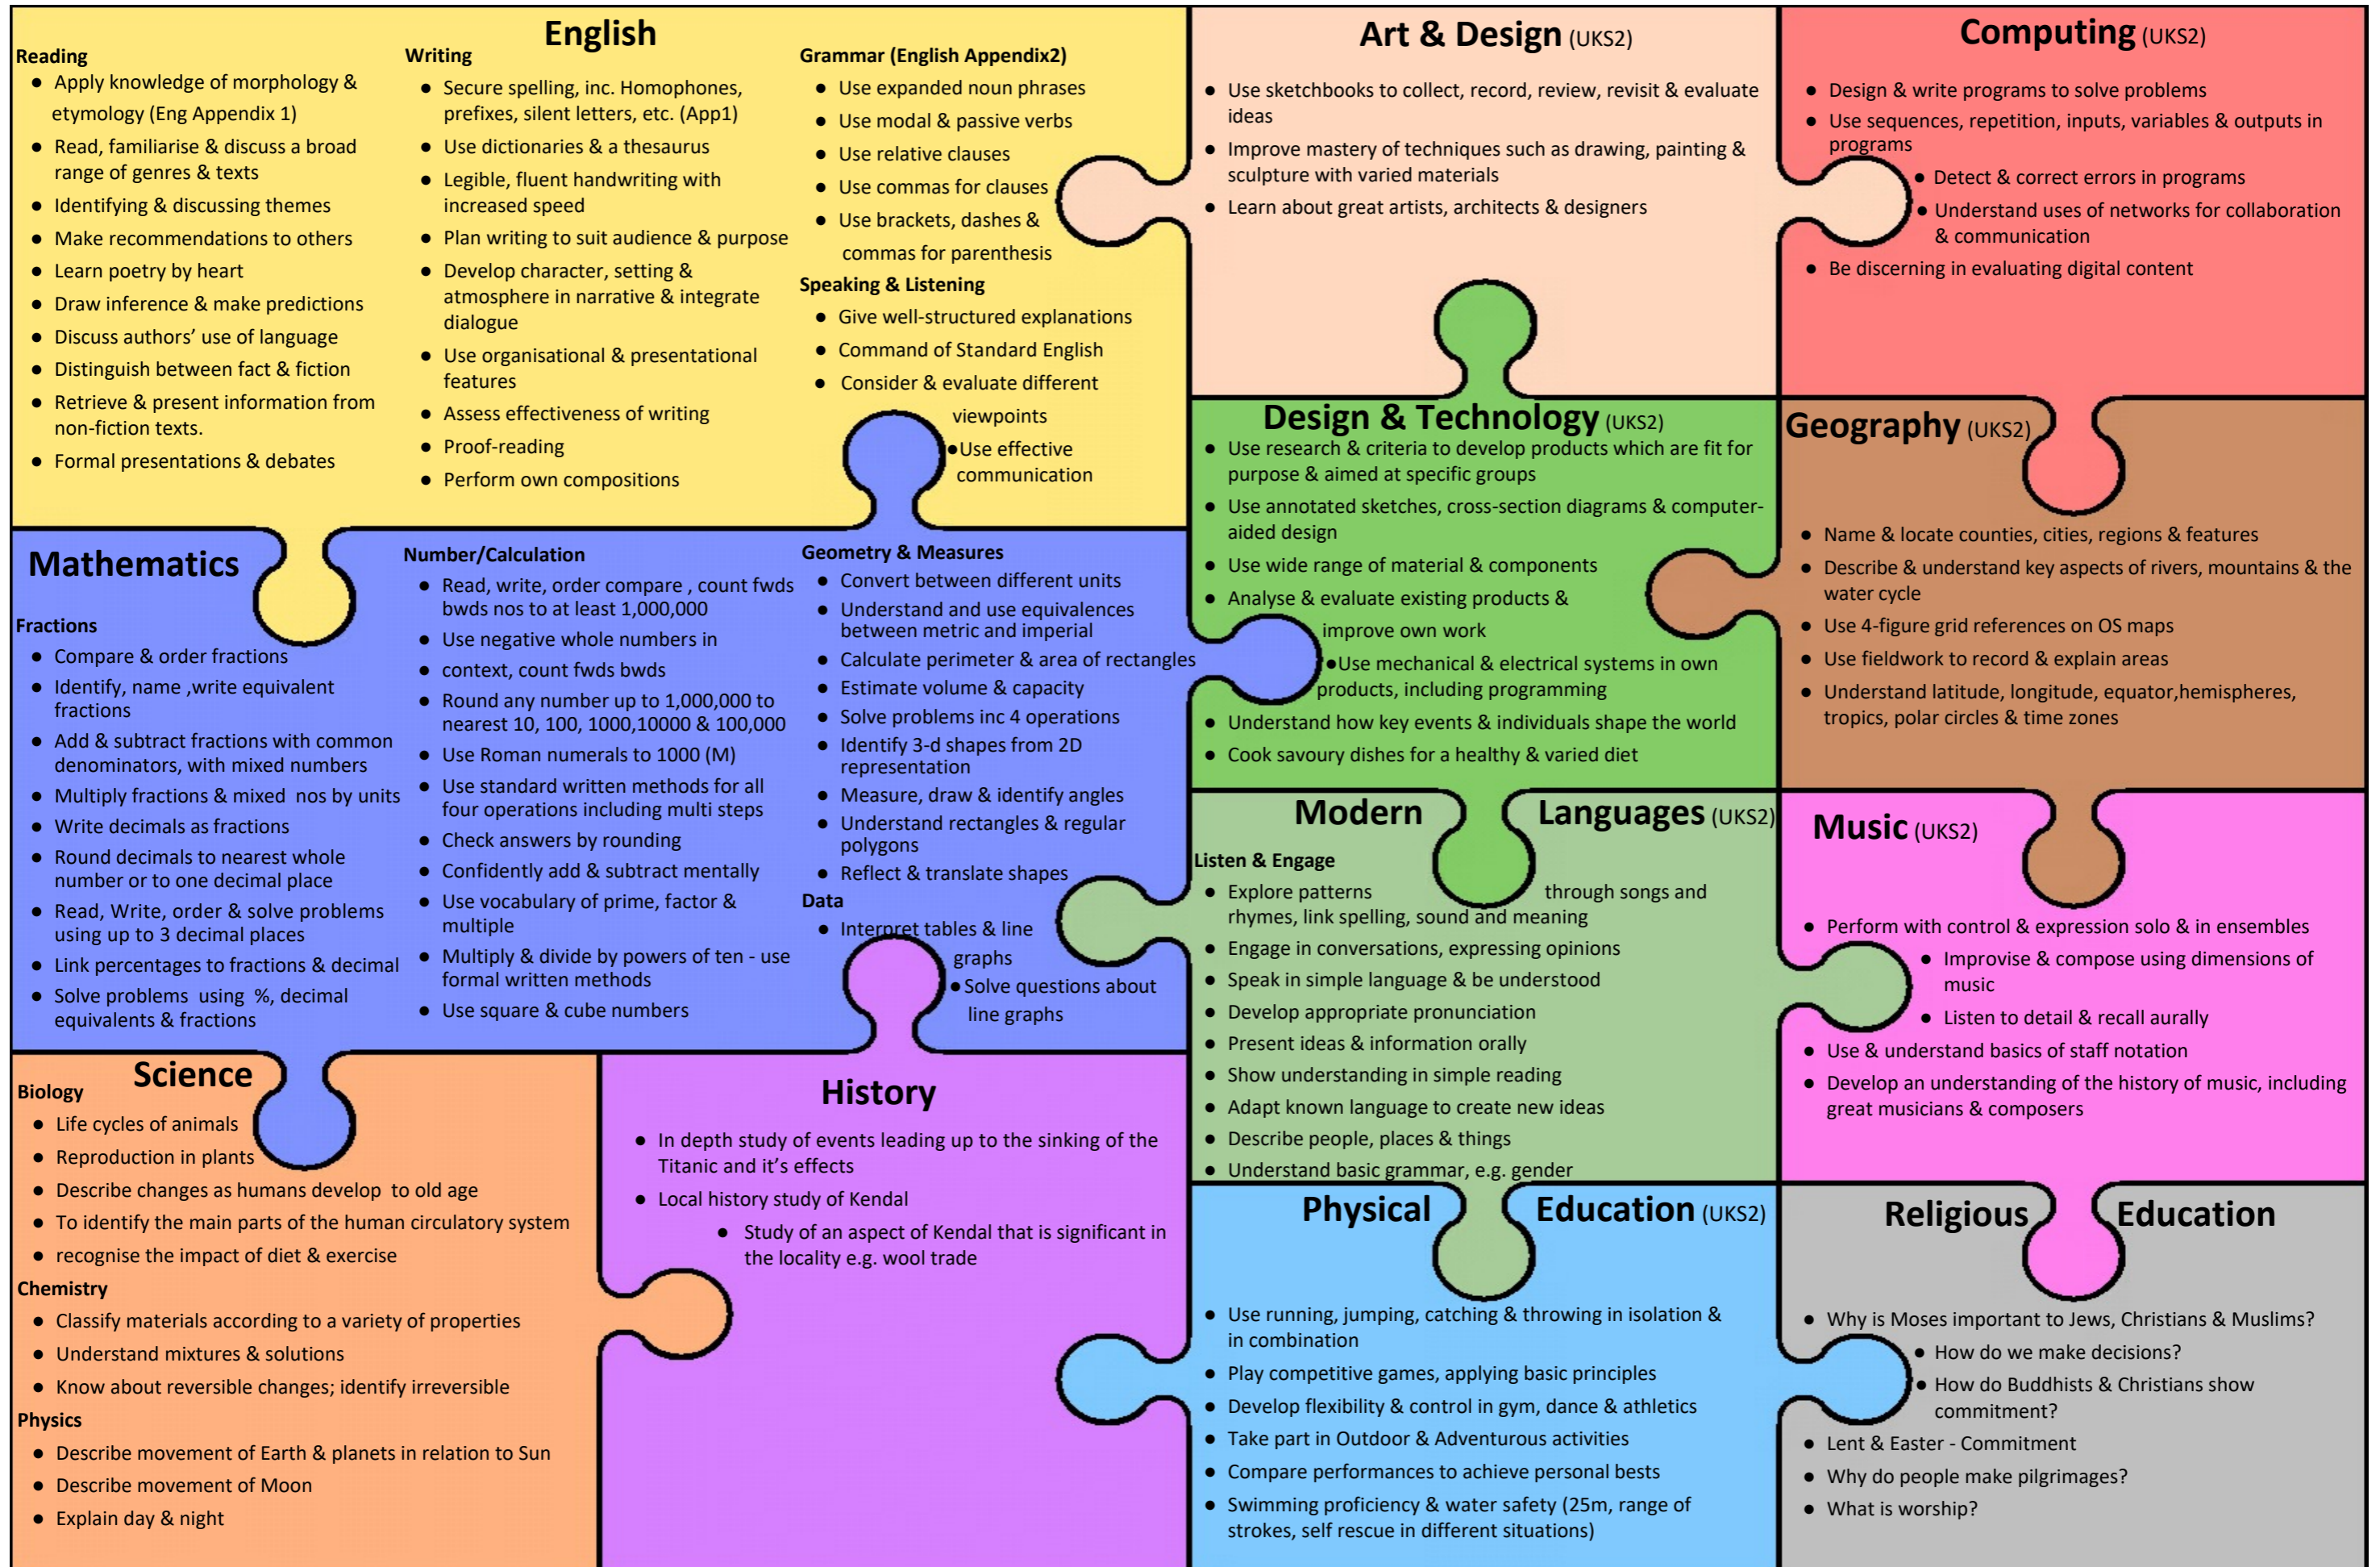 English
Reading
● Apply knowledge of morphology &
etymology (Eng Appendix 1)
● Read, familiarise & discuss a broad
range of genres & texts
● Identifying & discussing themes
● Make recommendations to others
● Learn poetry by heart
● Draw inference & make predictions
● Discuss authors’ use of language
● Distinguish between fact & fiction
● Retrieve & present information from
non-fiction texts.
● Formal presentations & debates
Writing
● Secure spelling, inc. Homophones,
prefixes, silent letters, etc. (App1)
● Use dictionaries & a thesaurus
● Legible, fluent handwriting with
increased speed
● Plan writing to suit audience & purpose
● Develop character, setting &
atmosphere in narrative & integrate
dialogue
● Use organisational & presentational
features
● Assess effectiveness of writing
● Proof-reading
● Perform own compositions
Grammar (English Appendix2)
● Use expanded noun phrases
● Use modal & passive verbs
● Use relative clauses
● Use commas for clauses
● Use brackets, dashes &
commas for parenthesis
Speaking & Listening
● Give well-structured explanations
● Command of Standard English
● Consider & evaluate different
viewpoints
●Use effective
communication
Art & Design (UKS2)
● Use sketchbooks to collect, record, review, revisit & evaluate
ideas
● Improve mastery of techniques such as drawing, painting &
sculpture with varied materials
● Learn about great artists, architects & designers
Computing (UKS2)
● Design & write programs to solve problems
● Use sequences, repetition, inputs, variables & outputs in
programs
● Detect & correct errors in programs
● Understand uses of networks for collaboration
& communication
● Be discerning in evaluating digital content
Design & Technology (UKS2)
● Use research & criteria to develop products which are fit for
purpose & aimed at specific groups
● Use annotated sketches, cross-section diagrams & computer-
aided design
● Use wide range of material & components
● Analyse & evaluate existing products &
improve own work
●Use mechanical & electrical systems in own
products, including programming
● Understand how key events & individuals shape the world
● Cook savoury dishes for a healthy & varied diet
Geography (UKS2)
● Name & locate counties, cities, regions & features
● Describe & understand key aspects of rivers, mountains & the
water cycle
● Use 4-figure grid references on OS maps
● Use fieldwork to record & explain areas
● Understand latitude, longitude, equator,hemispheres,
tropics, polar circles & time zones
Mathematics
Fractions
● Compare & order fractions
● Identify, name ,write equivalent
fractions
● Add & subtract fractions with common
denominators, with mixed numbers
● Multiply fractions & mixed nos by units
● Write decimals as fractions
● Round decimals to nearest whole
number or to one decimal place
● Read, Write, order & solve problems
using up to 3 decimal places
● Link percentages to fractions & decimal
● Solve problems using %, decimal
equivalents & fractions
Number/Calculation
● Read, write, order compare , count fwds
bwds nos to at least 1,000,000
● Use negative whole numbers in
● context, count fwds bwds
● Round any number up to 1,000,000 to
nearest 10, 100, 1000,10000 & 100,000
● Use Roman numerals to 1000 (M)
● Use standard written methods for all
four operations including multi steps
● Check answers by rounding
● Confidently add & subtract mentally
● Use vocabulary of prime, factor &
multiple
● Multiply & divide by powers of ten - use
formal written methods
● Use square & cube numbers
Geometry & Measures
● Convert between different units
● Understand and use equivalences
between metric and imperial
● Calculate perimeter & area of rectangles
● Estimate volume & capacity
● Solve problems inc 4 operations
● Identify 3-d shapes from 2D
representation
● Measure, draw & identify angles
● Understand rectangles & regular
polygons
● Reflect & translate shapes
Data
● Interpret tables & line
graphs
● Solve questions about
line graphs
Modern Languages (UKS2)
Listen & Engage
● Explore patterns through songs and
rhymes, link spelling, sound and meaning
● Engage in conversations, expressing opinions
● Speak in simple language & be understood
● Develop appropriate pronunciation
● Present ideas & information orally
● Show understanding in simple reading
● Adapt known language to create new ideas
● Describe people, places & things
● Understand basic grammar, e.g. gender
Music (UKS2)
● Perform with control & expression solo & in ensembles
● Improvise & compose using dimensions of
music
● Listen to detail & recall aurally
● Use & understand basics of staff notation
● Develop an understanding of the history of music, including
great musicians & composers
Science
Biology
● Life cycles of animals
● Reproduction in plants
● Describe changes as humans develop to old age
● To identify the main parts of the human circulatory system
● recognise the impact of diet & exercise
Chemistry
● Classify materials according to a variety of properties
● Understand mixtures & solutions
● Know about reversible changes; identify irreversible
Physics
● Describe movement of Earth & planets in relation to Sun
● Describe movement of Moon
● Explain day & night
History
● In depth study of events leading up to the sinking of the
Titanic and it’s effects
● Local history study of Kendal
● Study of an aspect of Kendal that is significant in
the locality e.g. wool trade
Physical Education (UKS2)
● Use running, jumping, catching & throwing in isolation &
in combination
● Play competitive games, applying basic principles
● Develop flexibility & control in gym, dance & athletics
● Take part in Outdoor & Adventurous activities
● Compare performances to achieve personal bests
● Swimming proficiency & water safety (25m, range of
strokes, self rescue in different situations)
Religious Education
● Why is Moses important to Jews, Christians & Muslims?
● How do we make decisions?
● How do Buddhists & Christians show
commitment?
● Lent & Easter - Commitment
● Why do people make pilgrimages?
● What is worship?